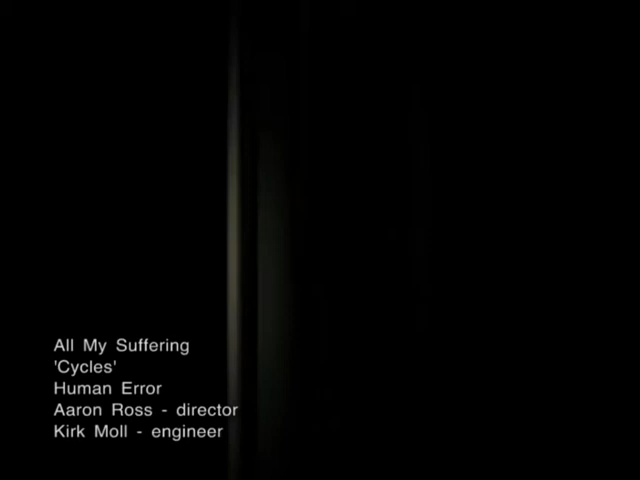 All My Suffering
'Cycles'
Human Error
Aaron Ross - director
Kirk Moll - engineer